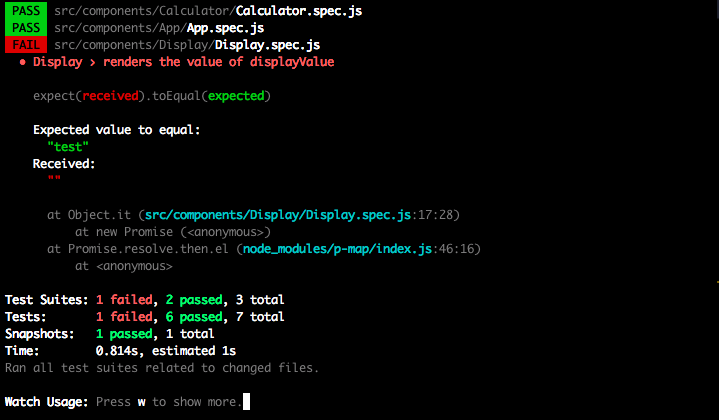 PASS src/components/Calculator/Calculator.spec.js
PASS src/components/App/App.spec.js
FAIL src/components/Display/Display.spec.js
● Display > renders the value of displayValue
expect(received).toEqual(expected)
Expected value to equal:
"test"
Received:
""
at Object.it (src/components/Display/Display.spec.js:17:28)
at new Promise (<anonymous>)
at Promise.resolve.then.el (node_modules/p-map/index.js:46:16)
at <anonymous>
Test Suites: 1 failed, 2 passed, 3 total
Tests: 1 failed, 6 passed, 7 total
Snapshots: 1 passed, 1 total
Time: 0.814s, estimated 1s
Ran all test suites related to changed files.
Watch Usage: Press w to show more.